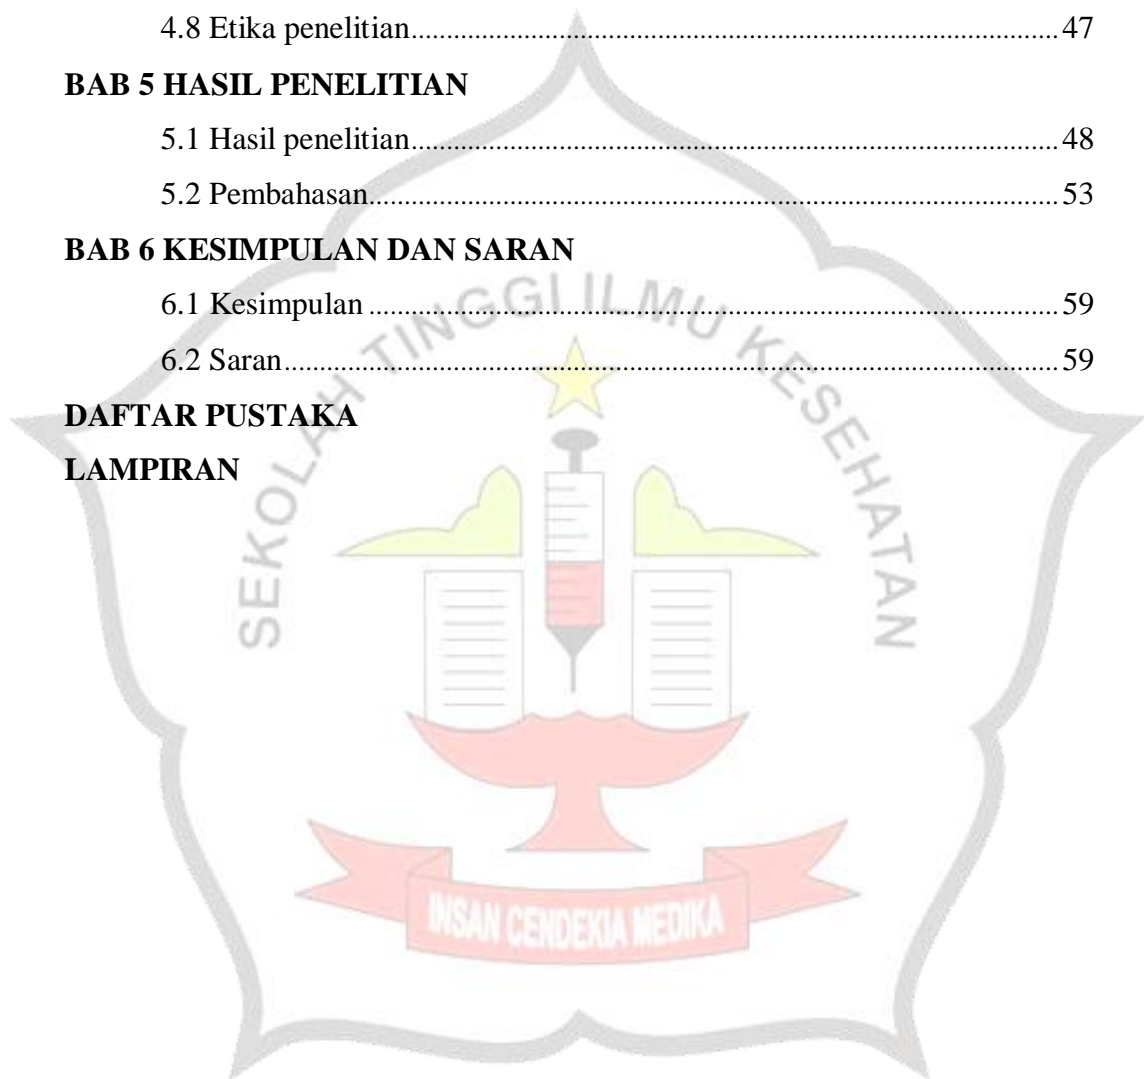 4.8 Etika penelitian........................................................................................47
BAB 5 HASIL PENELITIAN
5.1 Hasil penelitian........................................................................................48
5.2 Pembahasan........................................................................................53
BAB 6 KESIMPULAN DAN SARAN
6.1 Kesimpulan ........................................................................................59
6.2 Saran........................................................................................59
DAFTAR PUSTAKA
LAMPIRAN
SEKOLAH TINGGI ILMU KESEHATAN
INSAN CENDEKIA MEDIKA